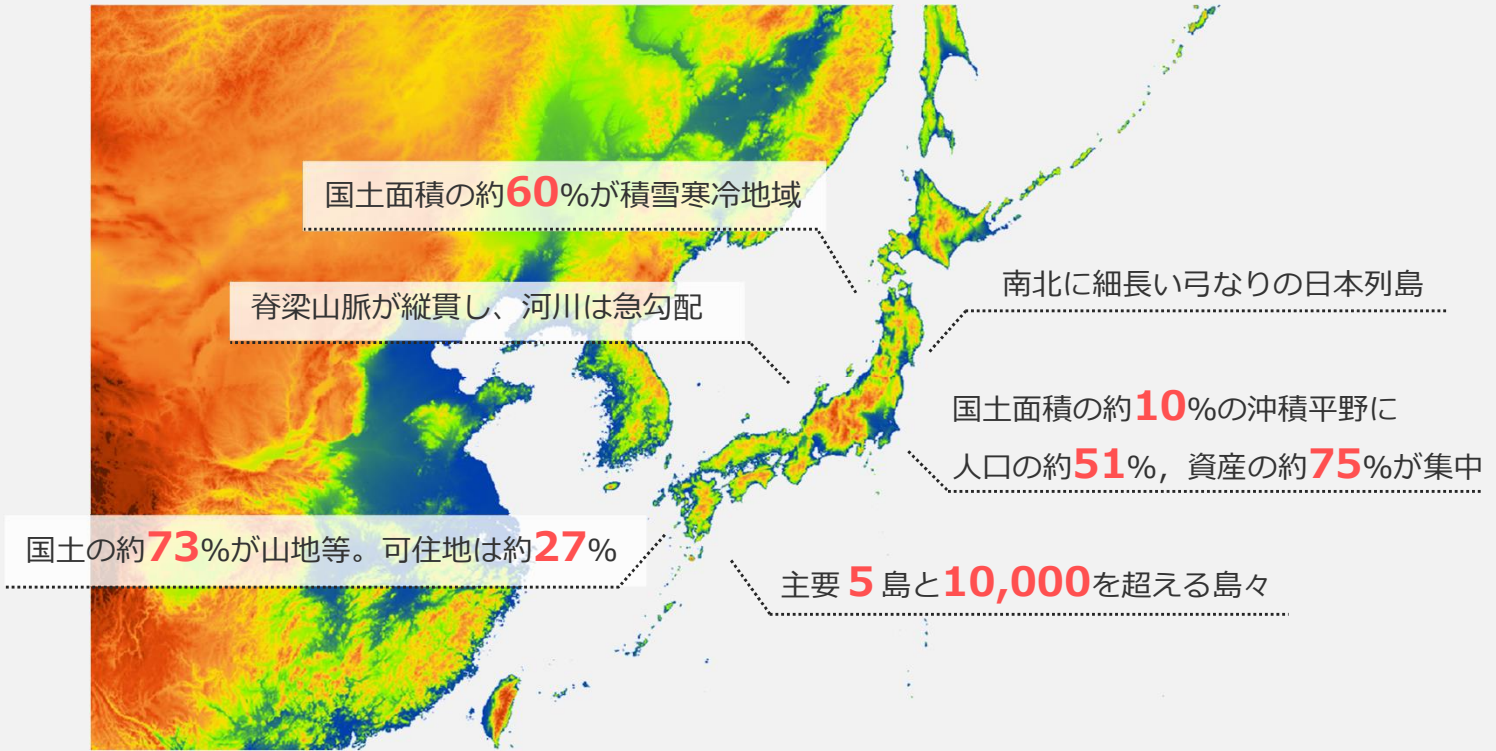 国土面積の約60%が積雪寒冷地域
脊梁山脈が縦貫し、河川は急勾配
南北に細長い弓なりの日本列島
国土面積の約10%の沖積平野に
人口の約51%，資産の約75%が集中
国土の約73%が山地等。可住地は約27%
主要5島と10,000を超える島々